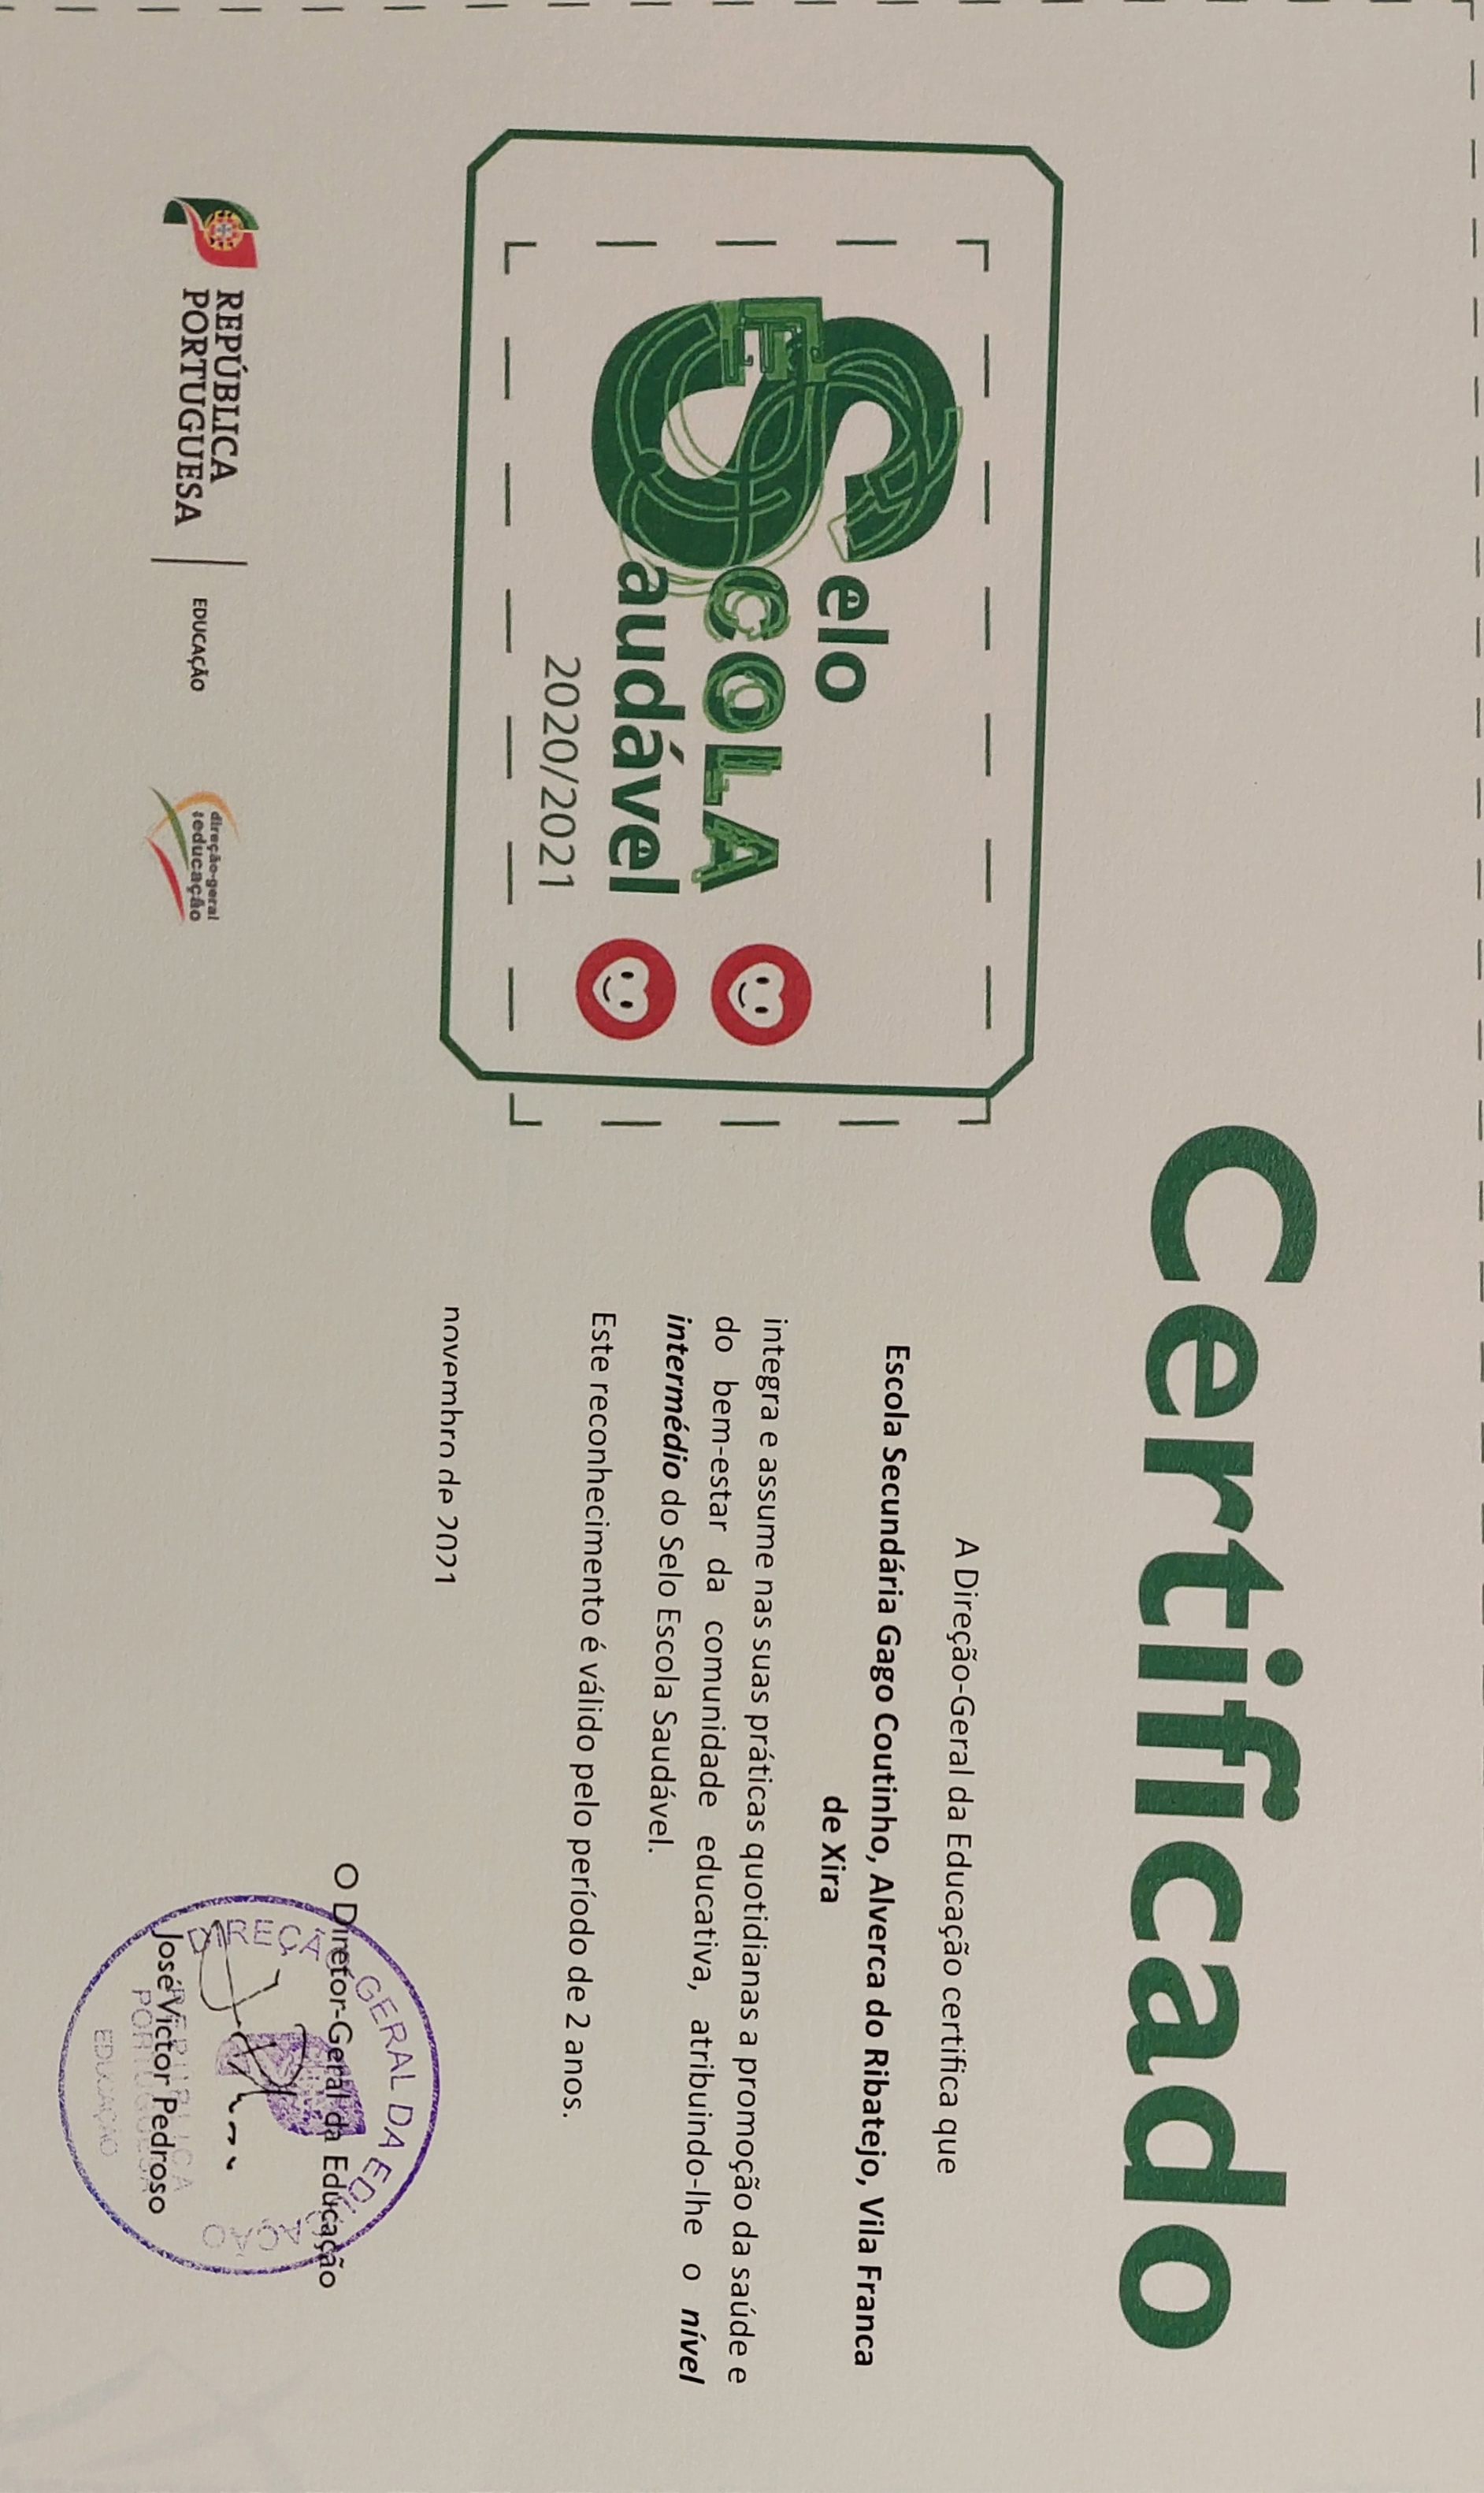 Certificado
Selo
ESCOLA
Saudável
2020/2021
A Direção-Geral da Educação certifica que
Escola Secundária Gago Coutinho, Alverca do Ribatejo, Vila Franca
de Xira
integra e assume nas suas práticas quotidianas a promoção da saúde e
do bem-estar da comunidade educativa, atribuindo-lhe o nível
intermédio do Selo Escola Saudável.
Este reconhecimento é válido pelo período de 2 anos.
novembro de 2021
O Diretor-Geral da Educação
José Victor Pedroso
DIREÇÃO-GERAL DA EDUCAÇÃO
REPÚBLICA
PORTUGUESA
EDUCAÇÃO
REPÚBLICA
PORTUGUESA
EDUCAÇÃO
direção-geral
educação